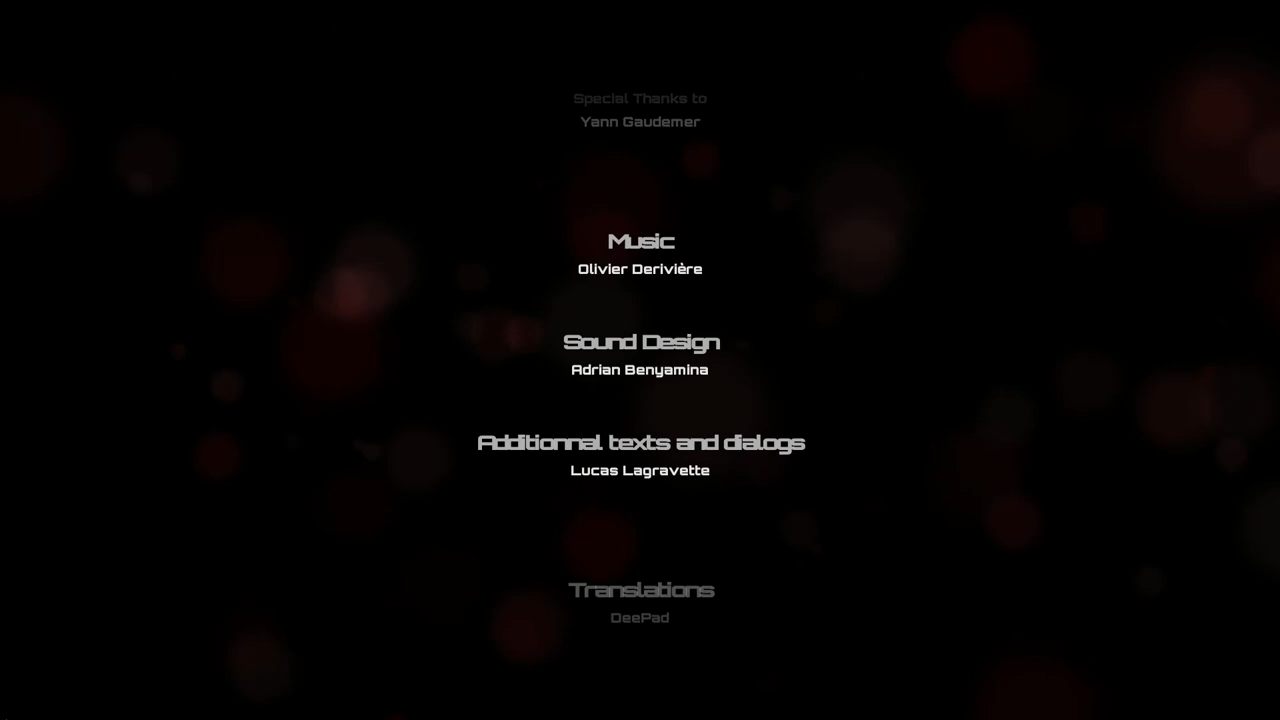 Special Thanks to
Yann Gaudemer
Music
Olivier Derivière
Sound Design
Adrian Benyamina
Additionnal texts and dialogs
Lucas Lagravette
Translations
DeePad